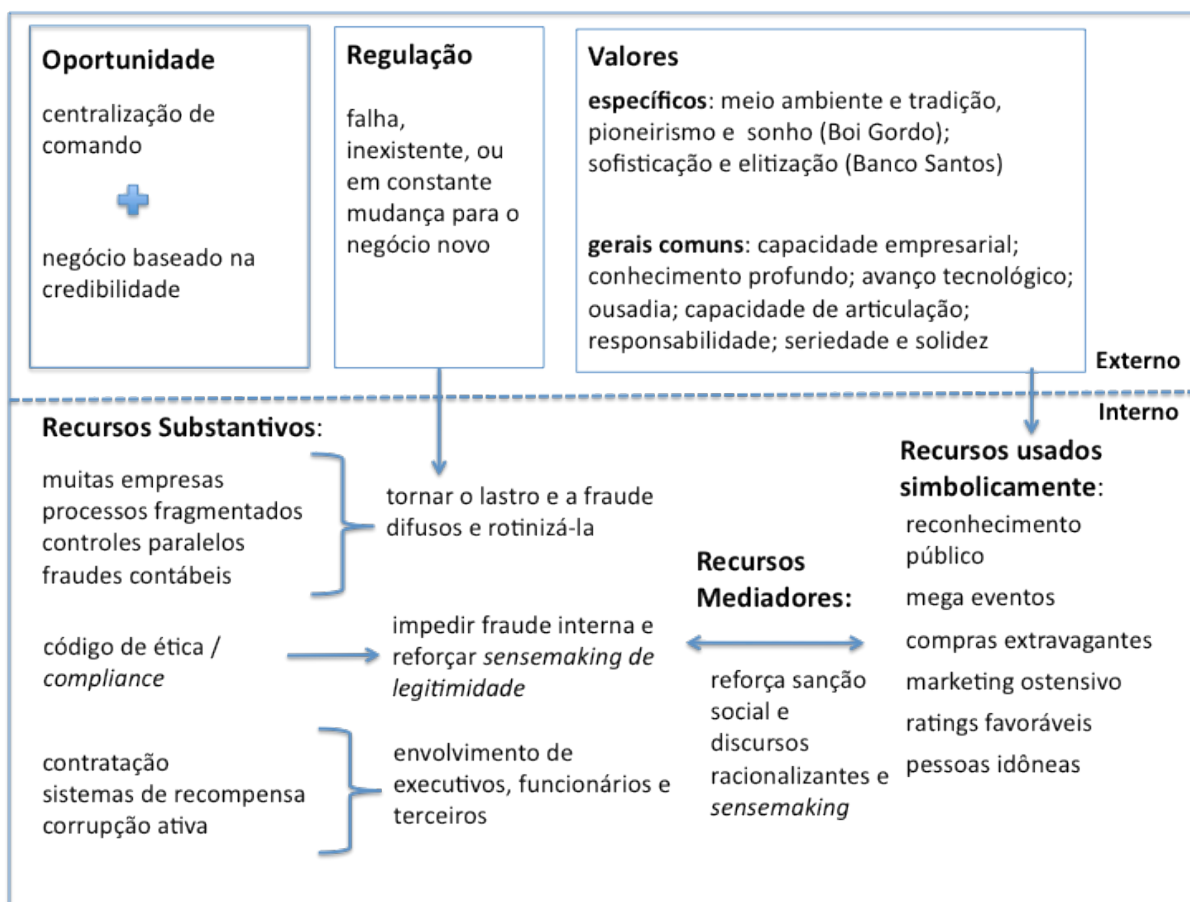 Oportunidade
centralização de
comando
negócio baseado na
credibilidade
Regulação
falha,
inexistente, ou
em constante
mudança para o
negócio novo
Valores
específicos: meio ambiente e tradição,
pioneirismo e sonho (Boi Gordo);
sofisticação e elitização (Banco Santos)
gerais comuns: capacidade empresarial;
conhecimento profundo; avanço tecnológico;
ousadia; capacidade de articulação;
responsabilidade; seriedade e solidez
Externo
Interno
Recursos Substantivos:
muitas empresas
processos fragmentados
controles paralelos
fraudes contábeis
tornar o lastro e a fraude
difusos e rotinizá-la
código de ética /
compliance
impedir fraude interna e
reforçar sensemaking de
legitimidade
contratação
sistemas de recompensa
corrupção ativa
envolvimento de
executivos, funcionários e
terceiros
Recursos
Mediadores:
reforça sanção
social e
discursos
racionalizantes e
sensemaking
Recursos usados
simbolicamente:
reconhecimento
público
mega eventos
compras extravagantes
marketing ostensivo
ratings favoráveis
pessoas idôneas